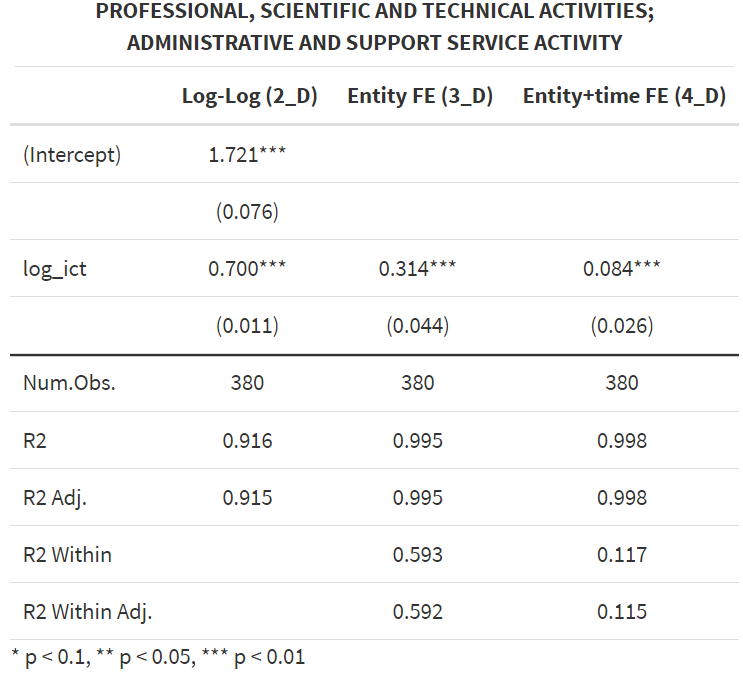 PROFESSIONAL, SCIENTIFIC AND TECHNICAL ACTIVITIES;
ADMINISTRATIVE AND SUPPORT SERVICE ACTIVITY
Log-Log (2_D) Entity FE (3_D) Entity+time FE (4_D)
(Intercept) 1.721***
(0.076)
log_ict 0.700*** 0.314*** 0.084***
(0.011) (0.044) (0.026)
Num.Obs. 380 380 380
R2 0.916 0.995 0.998
R2 Adj. 0.915 0.995 0.998
R2 Within 0.593 0.117
R2 Within Adj. 0.592 0.115
* p < 0.1, ** p < 0.05, *** p < 0.01